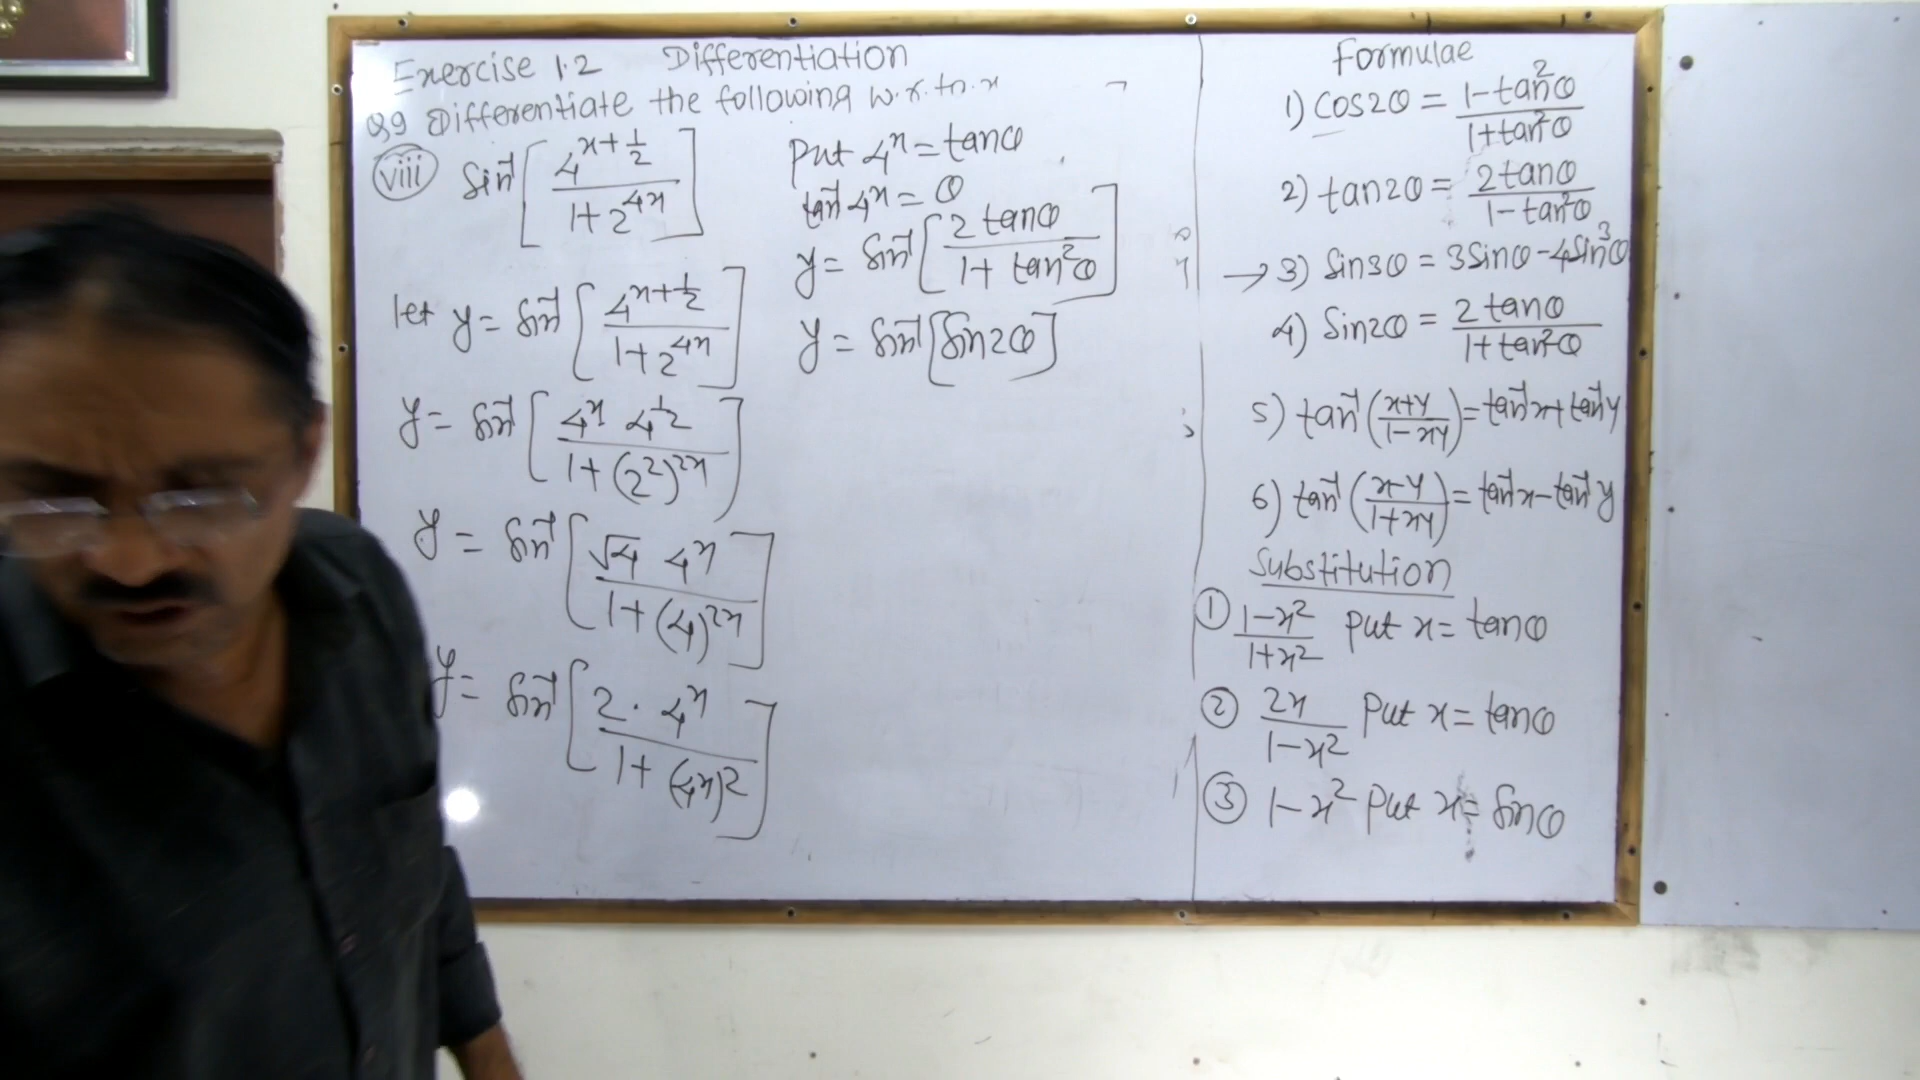 Exercise 1.2 Differentiation
Q9 Differentiate the following w.r.to.x
(viii) sin⁻¹[4^(x+1/2) / (1+2^(4x))]
let y = sin⁻¹[4^(x+1/2) / (1+2^(4x))]
y = sin⁻¹[4^x 4^(1/2) / (1+(2²)^(2x))]
y = sin⁻¹[√4 4^x / (1+(4)^(2x))]
y = sin⁻¹[2·4^x / (1+(4^x)²)]
Put 4^x = tanθ
tan⁻¹ 4^x = θ
y = sin⁻¹[2 tanθ / (1+tan²θ)]
y = sin⁻¹[sin2θ]
Formulae
1) cos2θ = (1-tan²θ) / (1+tan²θ)
2) tan2θ = 2tanθ / (1-tan²θ)
→ 3) sin3θ = 3sinθ-4sin³θ
4) sin2θ = 2tanθ / (1+tan²θ)
5) tan⁻¹((x+y) / (1-xy)) = tan⁻¹x+tan⁻¹y
6) tan⁻¹((x-y) / (1+xy)) = tan⁻¹x-tan⁻¹y
Substitution
① (1-x²) / (1+x²) Put x = tanθ
② 2x / (1-x²) Put x = tanθ
③ 1-x² Put x = sinθ